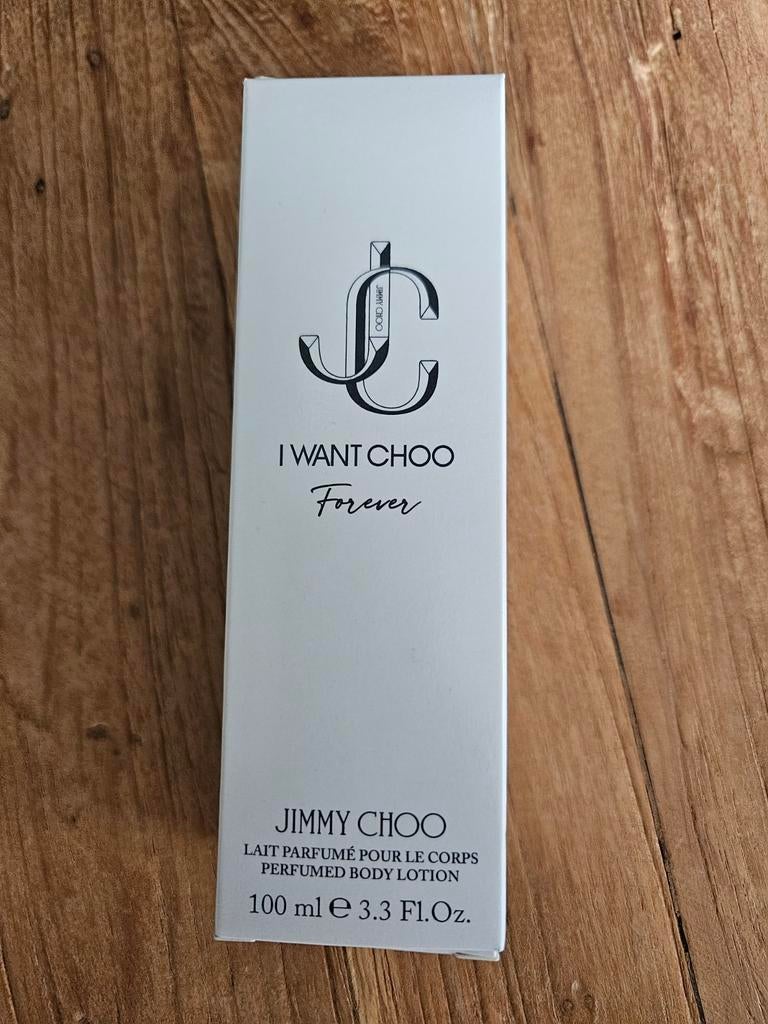 JC
JIMMY CHOO
I WANT CHOO
Forever
JIMMY CHOO
LAIT PARFUMÉ POUR LE CORPS
PERFUMED BODY LOTION
100 ml ℮ 3.3 Fl.Oz.